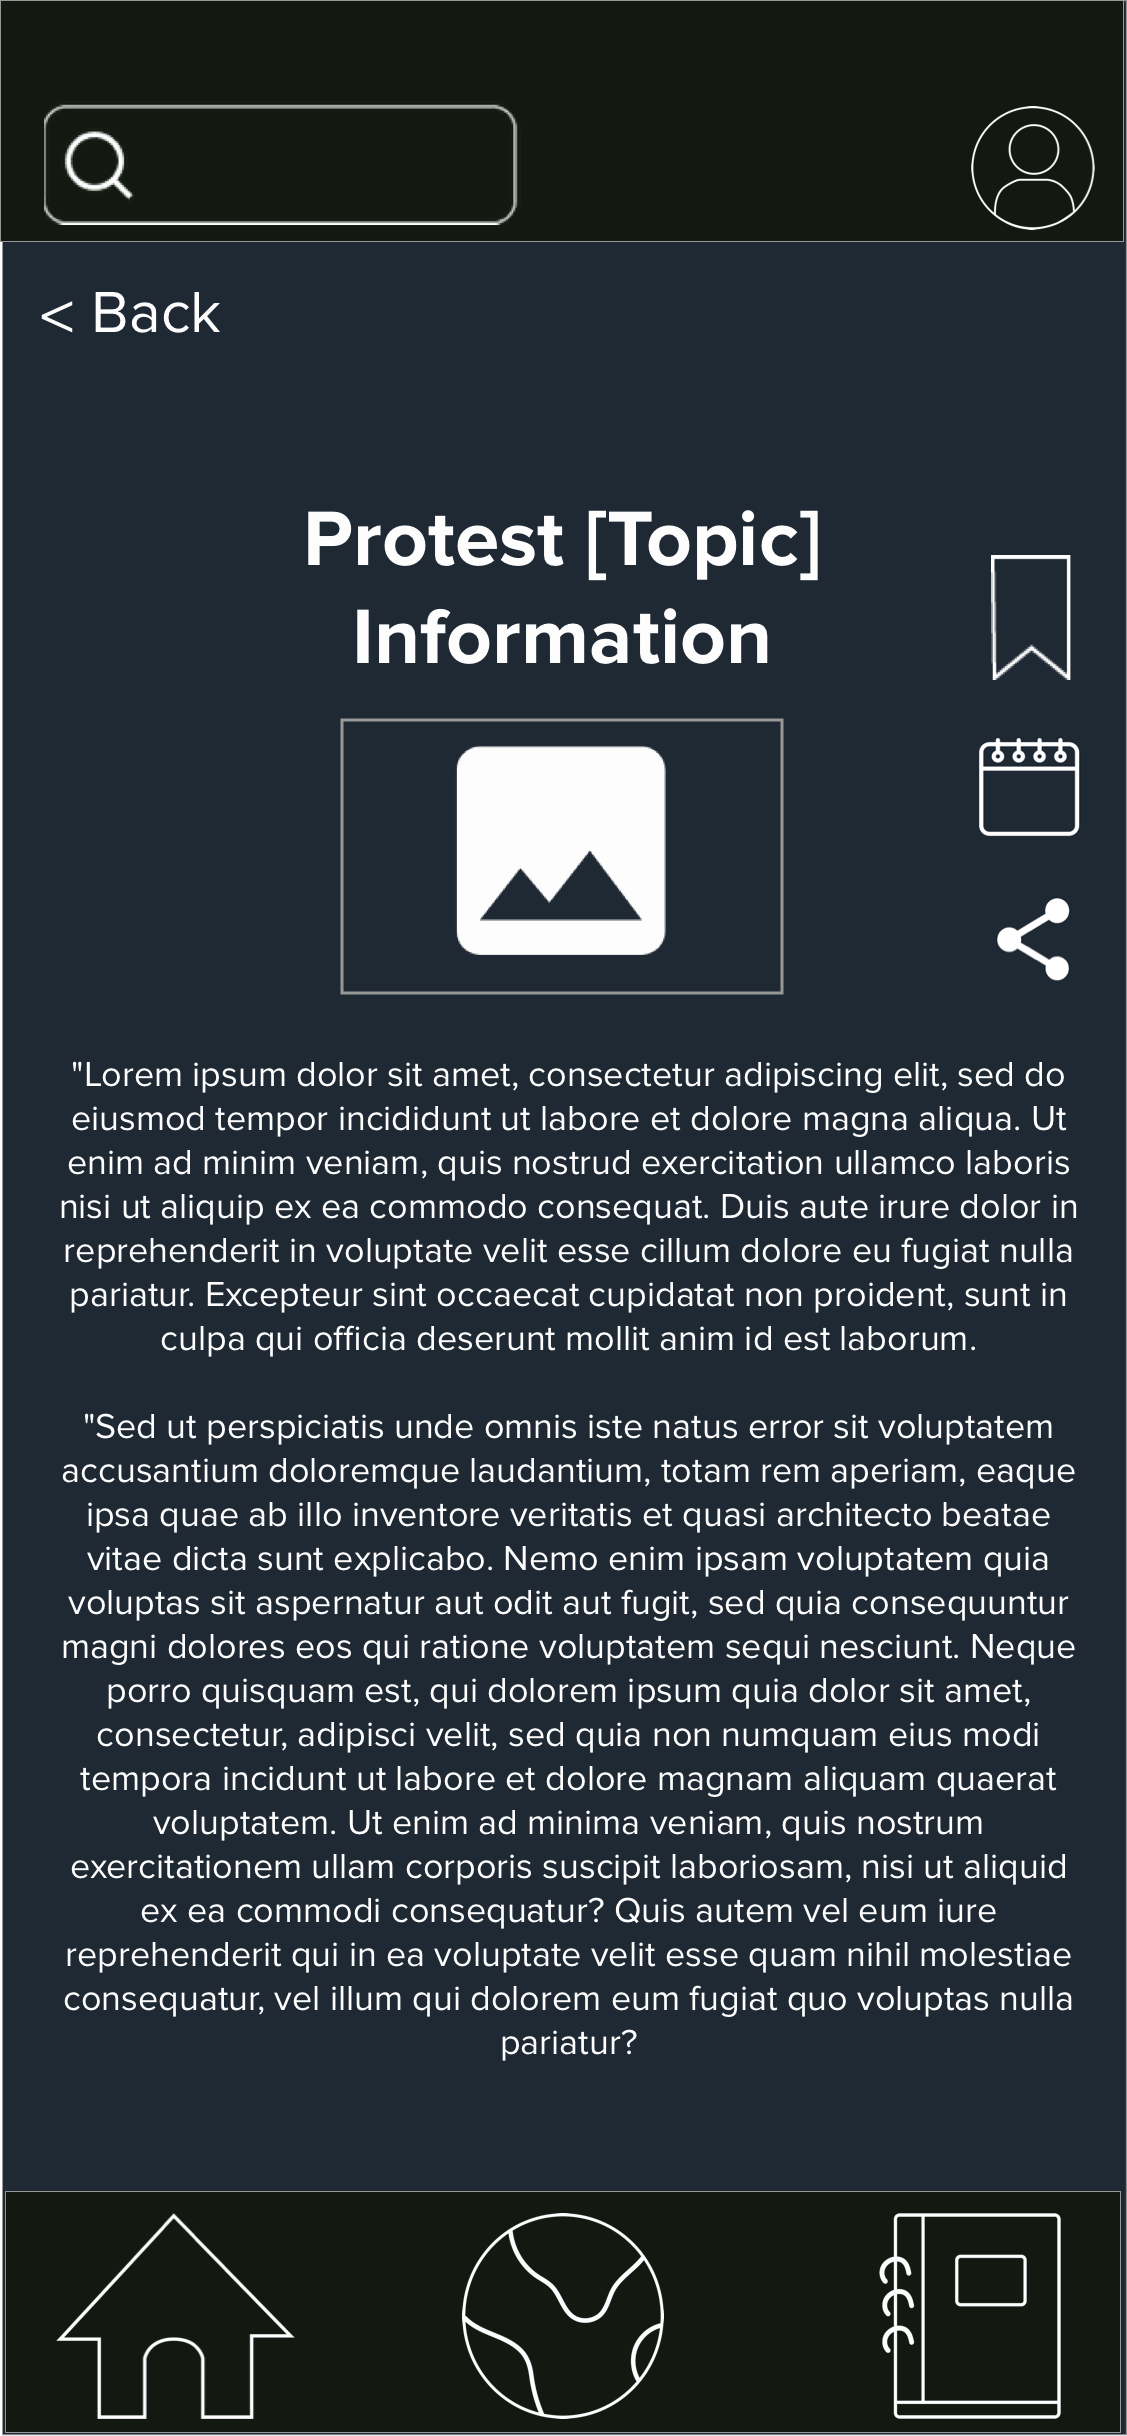 < Back
Protest [Topic]
Information
"Lorem ipsum dolor sit amet, consectetur adipiscing elit, sed do
eiusmod tempor incididunt ut labore et dolore magna aliqua. Ut
enim ad minim veniam, quis nostrud exercitation ullamco laboris
nisi ut aliquip ex ea commodo consequat. Duis aute irure dolor in
reprehenderit in voluptate velit esse cillum dolore eu fugiat nulla
pariatur. Excepteur sint occaecat cupidatat non proident, sunt in
culpa qui officia deserunt mollit anim id est laborum.
"Sed ut perspiciatis unde omnis iste natus error sit voluptatem
accusantium doloremque laudantium, totam rem aperiam, eaque
ipsa quae ab illo inventore veritatis et quasi architecto beatae
vitae dicta sunt explicabo. Nemo enim ipsam voluptatem quia
voluptas sit aspernatur aut odit aut fugit, sed quia consequuntur
magni dolores eos qui ratione voluptatem sequi nesciunt. Neque
porro quisquam est, qui dolorem ipsum quia dolor sit amet,
consectetur, adipisci velit, sed quia non numquam eius modi
tempora incidunt ut labore et dolore magnam aliquam quaerat
voluptatem. Ut enim ad minima veniam, quis nostrum
exercitationem ullam corporis suscipit laboriosam, nisi ut aliquid
ex ea commodi consequatur? Quis autem vel eum iure
reprehenderit qui in ea voluptate velit esse quam nihil molestiae
consequatur, vel illum qui dolorem eum fugiat quo voluptas nulla
pariatur?